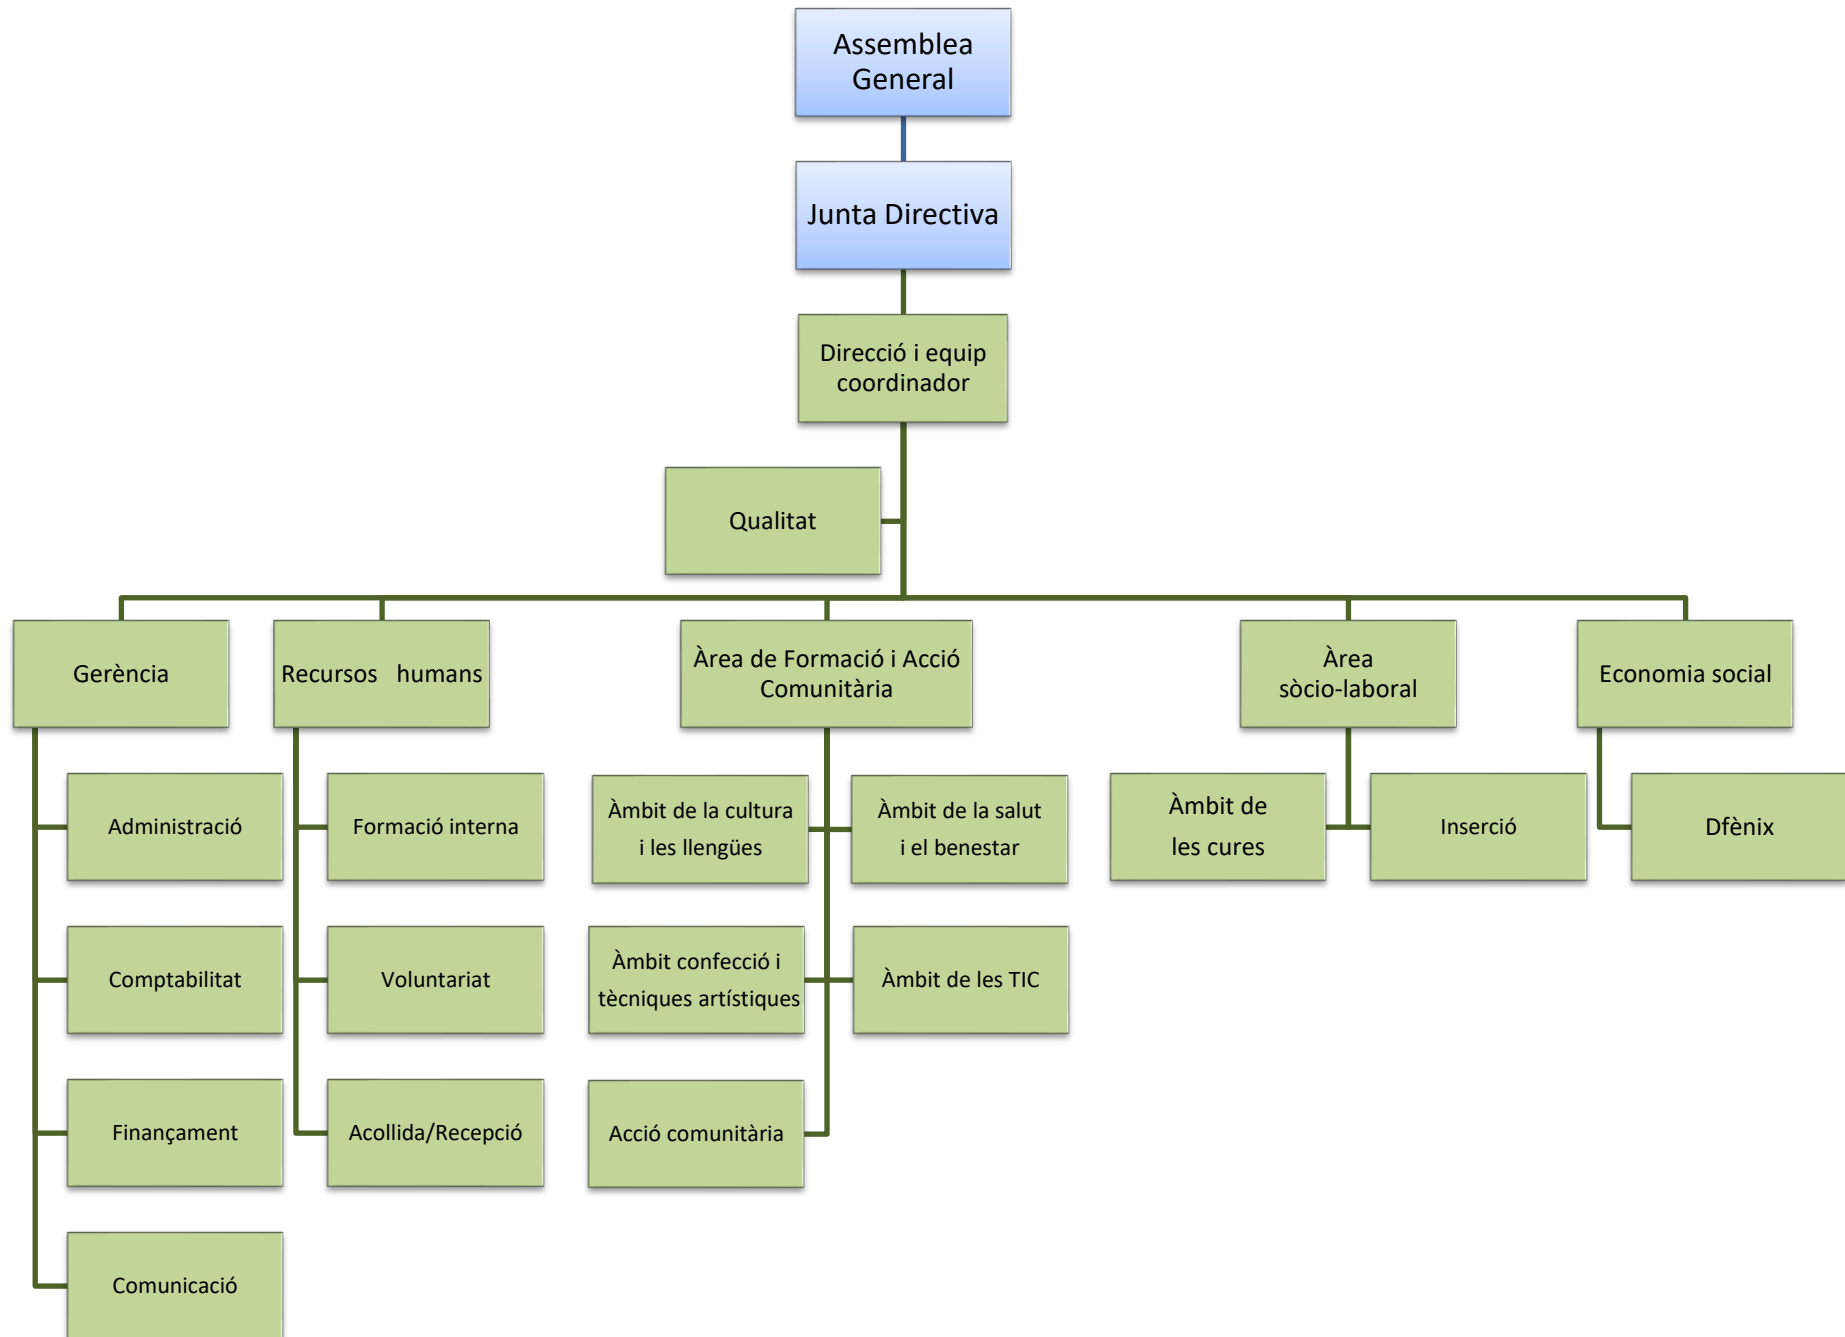 Assemblea
General
Junta Directiva
Direcció i equip
coordinador
Qualitat
Gerència
Recursos humans
Àrea de Formació i Acció
Comunitària
Àrea
sòcio-laboral
Economia social
Administració
Formació interna
Àmbit de la cultura
i les llengües
Àmbit de la salut
i el benestar
Àmbit de
les cures
Inserció
Dfènix
Comptabilitat
Voluntariat
Àmbit confecció i
tècniques artístiques
Àmbit de les TIC
Finançament
Acollida/Recepció
Acció comunitària
Comunicació